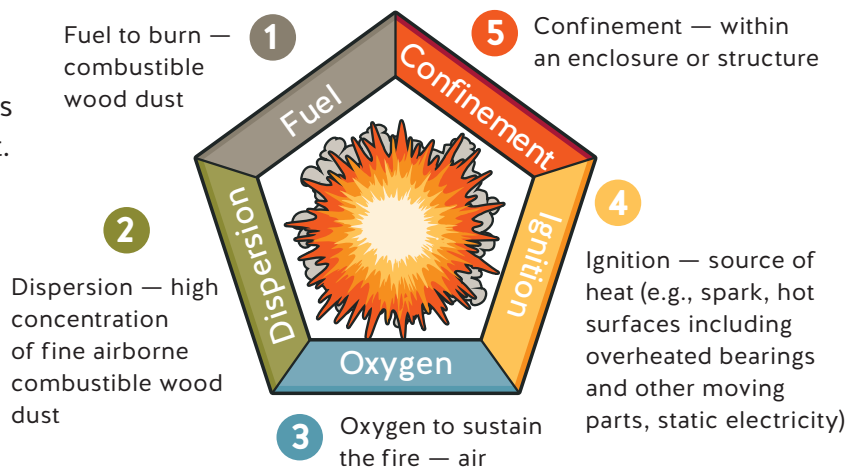 s
t.
1
Fuel to burn —
combustible
wood dust
2
Dispersion — high
concentration
of fine airborne
combustible wood
dust
3
Oxygen to sustain
the fire — air
4
Ignition — source of
heat (e.g., spark, hot
surfaces including
overheated bearings
and other moving
parts, static electricity)
5
Confinement — within
an enclosure or structure
Fuel
Dispersion
Oxygen
Ignition
Confinement